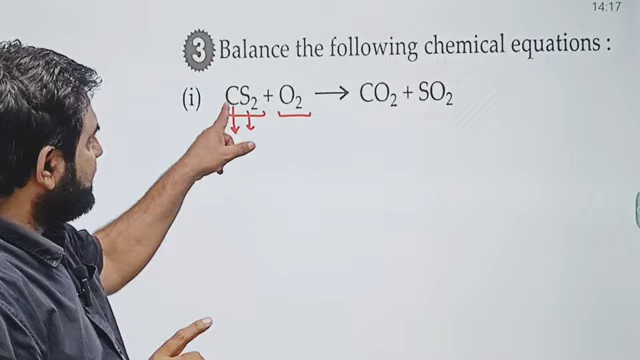 14:17
3 Balance the following chemical equations :
(i) CS₂ + O₂ ⟶ CO₂ + SO₂